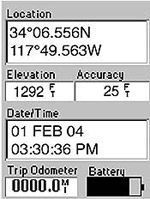 Location
34°06.556N
117°49.563W
Elevation Accuracy
1292 FT 25 FT
Date/Time
01 FEB 04
03:30:36 PM
Trip Odometer Battery
0000.0 MI